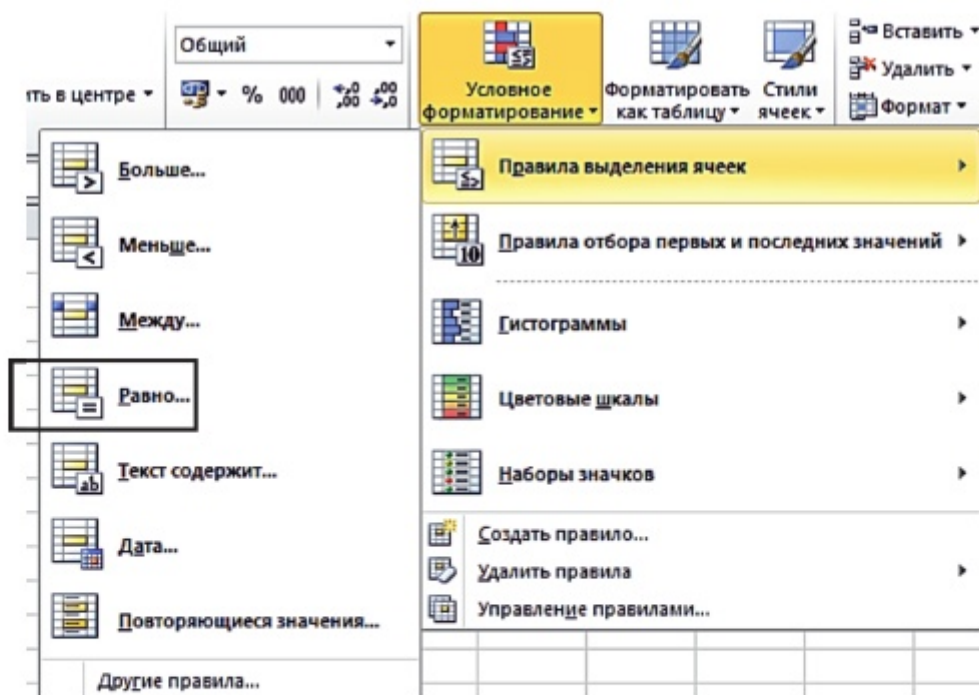 Общий
Вставить
Удалить
Формат
ть в центре
% 000 ,00 ,00
Условное форматирование
Форматировать как таблицу
Стили ячеек
Больше...
Меньше...
Между...
Равно...
Текст содержит...
Дата...
Повторяющиеся значения...
Другие правила...
Правила выделения ячеек
Правила отбора первых и последних значений
Гистограммы
Цветовые шкалы
Наборы значков
Создать правило...
Удалить правила
Управление правилами...